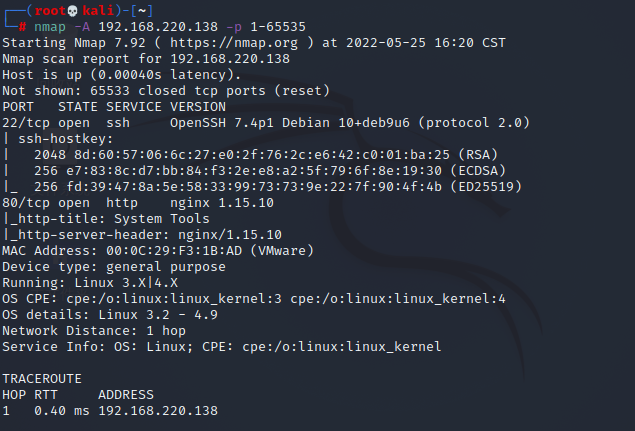 ┌──(root💀kali)-[~]
└─# nmap -A 192.168.220.138 -p 1-65535
Starting Nmap 7.92 ( https://nmap.org ) at 2022-05-25 16:20 CST
Nmap scan report for 192.168.220.138
Host is up (0.00040s latency).
Not shown: 65533 closed tcp ports (reset)
PORT   STATE SERVICE VERSION
22/tcp open  ssh     OpenSSH 7.4p1 Debian 10+deb9u6 (protocol 2.0)
| ssh-hostkey:
|   2048 8d:60:57:06:6c:27:e0:2f:76:2c:e6:42:c0:01:ba:25 (RSA)
|   256 e7:83:8c:d7:bb:84:f3:2e:e8:a2:5f:79:6f:8e:19:30 (ECDSA)
|_  256 fd:39:47:8a:5e:58:33:99:73:73:9e:22:7f:90:4f:4b (ED25519)
80/tcp open  http    nginx 1.15.10
|_http-title: System Tools
|_http-server-header: nginx/1.15.10
MAC Address: 00:0C:29:F3:1B:AD (VMware)
Device type: general purpose
Running: Linux 3.X|4.X
OS CPE: cpe:/o:linux:linux_kernel:3 cpe:/o:linux:linux_kernel:4
OS details: Linux 3.2 - 4.9
Network Distance: 1 hop
Service Info: OS: Linux; CPE: cpe:/o:linux:linux_kernel
TRACEROUTE
HOP RTT     ADDRESS
1   0.40 ms 192.168.220.138